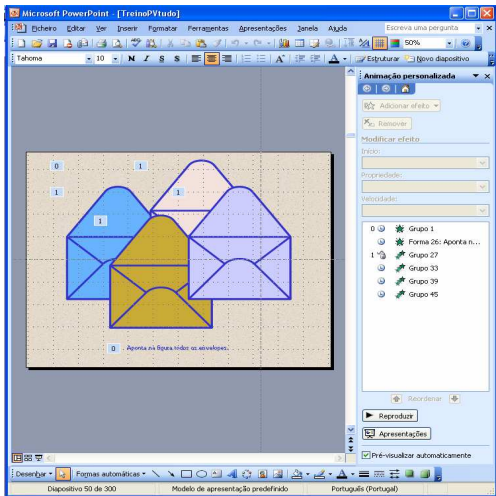 Microsoft PowerPoint - [TreinoPVtudo]
Ficheiro Editar Ver Inserir Formatar Ferramentas Apresentações Janela Ajuda Escreva uma pergunta
50%
Tahoma 10 N I S S A Estruturar Novo diapositivo
Animação personalizada
Adicionar efeito
Remover
Modificar efeito
Início:
Propriedade:
Velocidade:
0 Grupo 1
Forma 26: Aponta n...
1 Grupo 27
Grupo 33
Grupo 39
Grupo 45
0 1
1 1
1
0 Aponta na figura todos os envelopes.
Reordenar
Reproduzir
Apresentações
Pré-visualizar automaticamente
Desenhar Formas automáticas
Diapositivo 50 de 300 Modelo de apresentação predefinido Português (Portugal)